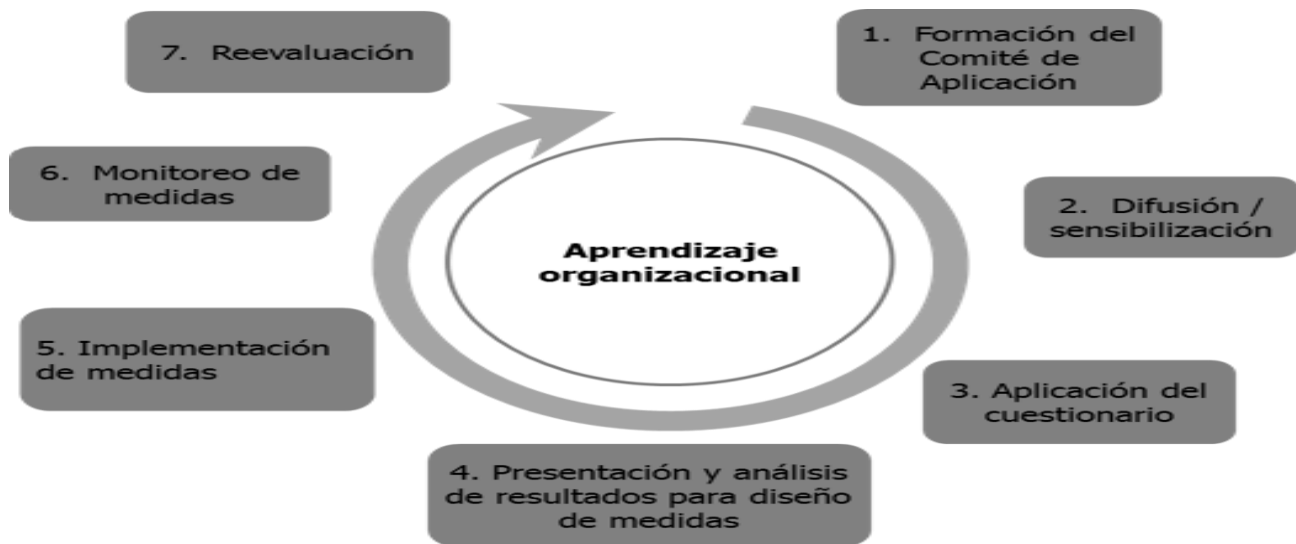 1. Formación del
Comité de
Aplicación
2. Difusión /
sensibilización
3. Aplicación del
cuestionario
4. Presentación y análisis
de resultados para diseño
de medidas
5. Implementación
de medidas
6. Monitoreo de
medidas
7. Reevaluación
Aprendizaje
organizacional